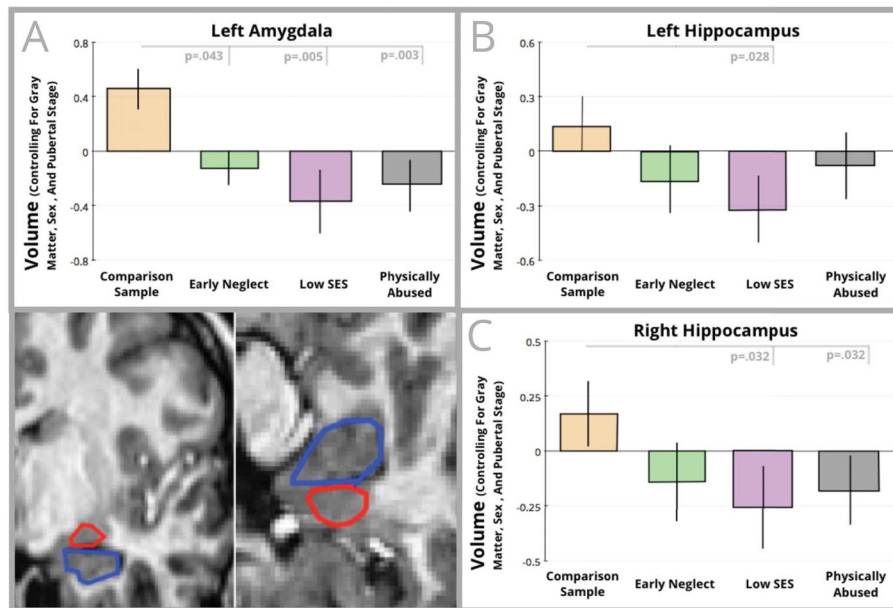 A
Left Amygdala
0.8
0.4
0
-0.4
-0.8
Volume (Controlling For Gray
Matter, Sex , And Pubertal Stage)
p=.043
p=.005
p=.003
Comparison
Sample
Early Neglect
Low SES
Physically
Abused
B
Left Hippocampus
0.6
0.3
0
-0.3
-0.6
Volume (Controlling For Gray
Matter, Sex , And Pubertal Stage)
p=.028
Comparison
Sample
Early Neglect
Low SES
Physically
Abused
C
Right Hippocampus
0.5
0.25
0
-0.25
-0.5
Volume (Controlling For Gray
Matter, Sex , And Pubertal Stage)
p=.032
p=.032
Comparison
Sample
Early Neglect
Low SES
Physically
Abused